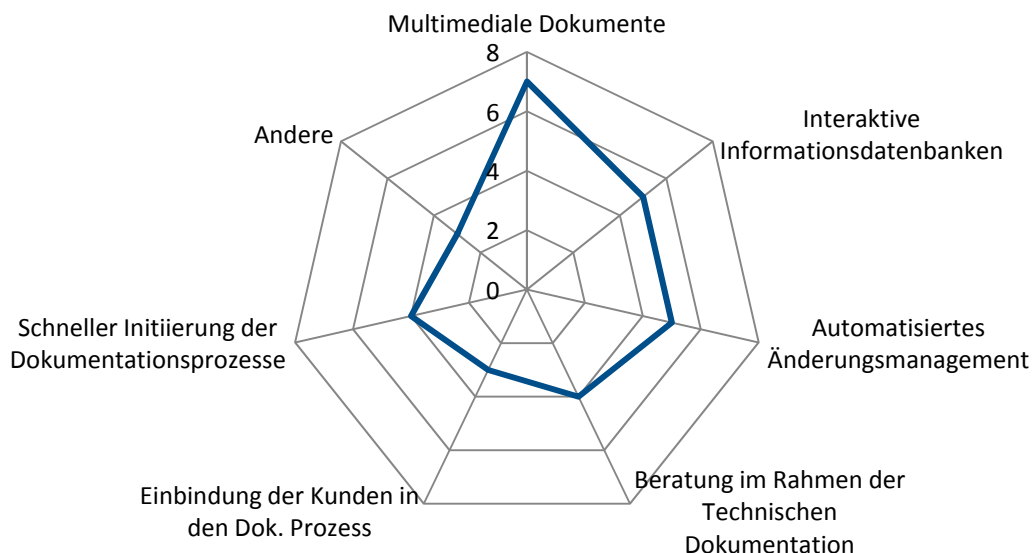 Multimediale Dokumente
8
6
4
2
0
Interaktive
Informationsdatenbanken
Automatisiertes
Änderungsmanagement
Beratung im Rahmen der
Technischen
Dokumentation
Einbindung der Kunden in
den Dok. Prozess
Schneller Initiierung der
Dokumentationsprozesse
Andere